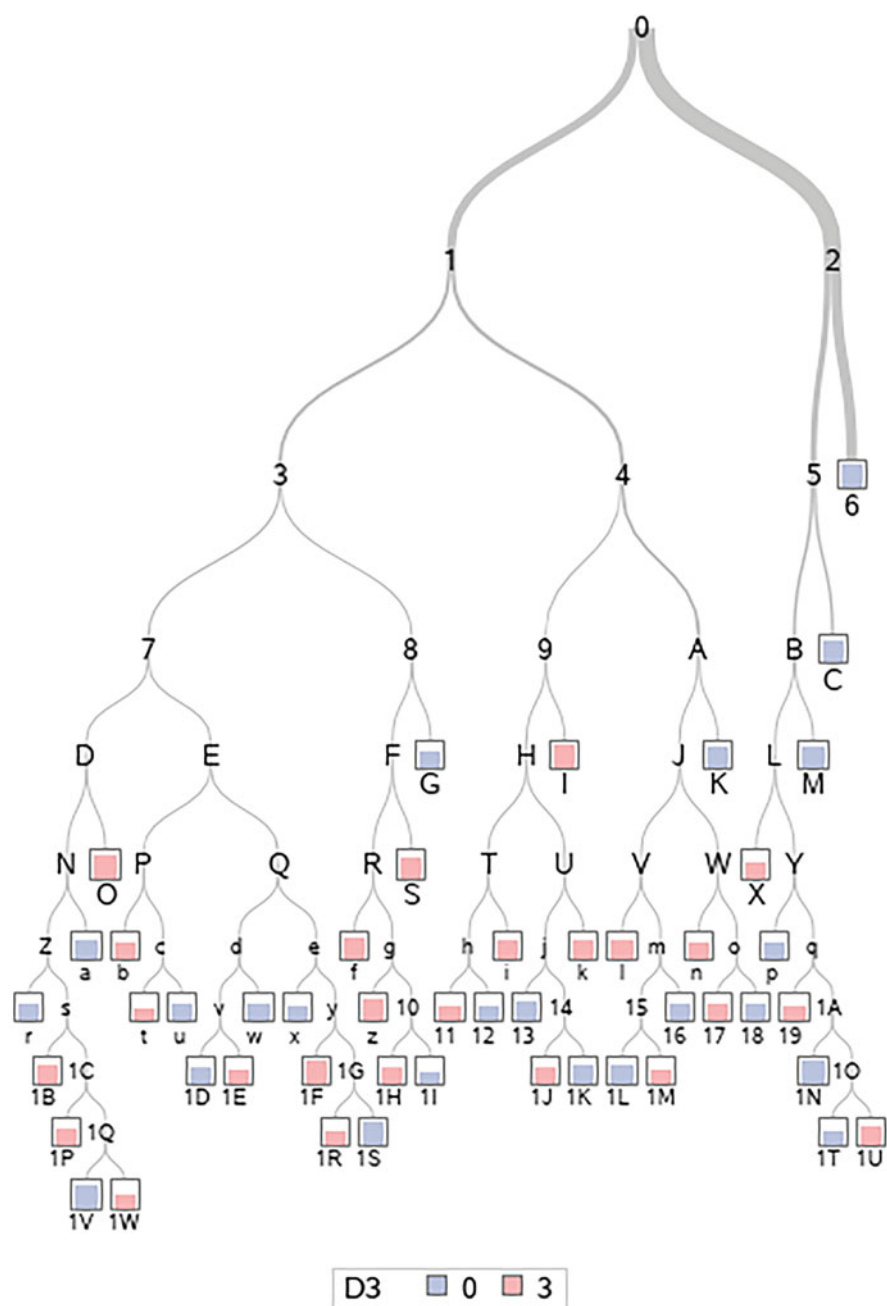 0
1 2
3 4 5
6
7 8 9 A B
C
D E F H J L
G I K M
N P Q R T U V W Y
O S X
Z c d e g h j m o q
a b f i k l n p
s v y 10 14 15 1A
r t u w x z 11 12 13 16 17 18 19
1C 1G 1O
1B 1D 1E 1F 1H 1I 1J 1K 1L 1M 1N
1Q
1P 1R 1S 1T 1U
1V 1W
D3 0 3